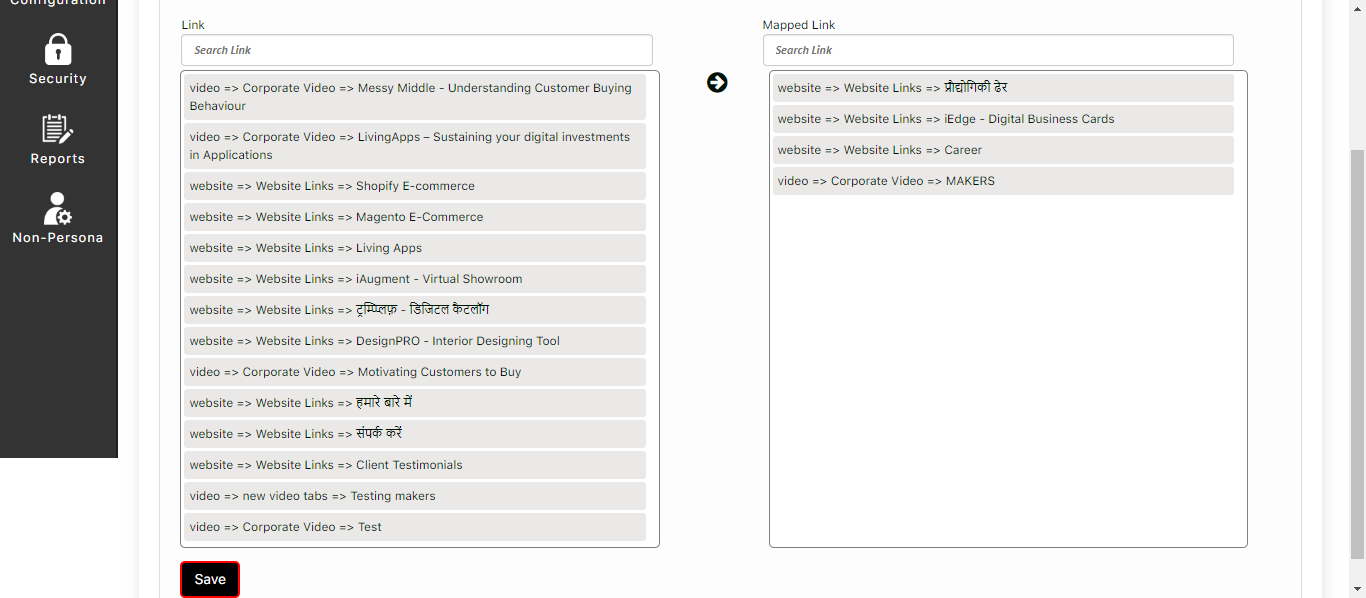 Configuration
Security
Reports
Non-Persona
Link
Search Link
video => Corporate Video => Messy Middle - Understanding Customer Buying
Behaviour
video => Corporate Video => LivingApps – Sustaining your digital investments
in Applications
website => Website Links => Shopify E-commerce
website => Website Links => Magento E-Commerce
website => Website Links => Living Apps
website => Website Links => iAugment - Virtual Showroom
website => Website Links => ट्रम्प्प्लिफ़ - डिजिटल कैटलॉग
website => Website Links => DesignPRO - Interior Designing Tool
video => Corporate Video => Motivating Customers to Buy
website => Website Links => हमारे बारे में
website => Website Links => संपर्क करें
website => Website Links => Client Testimonials
video => new video tabs => Testing makers
video => Corporate Video => Test
Save
Mapped Link
Search Link
website => Website Links => प्रौद्योगिकी ढेर
website => Website Links => iEdge - Digital Business Cards
website => Website Links => Career
video => Corporate Video => MAKERS